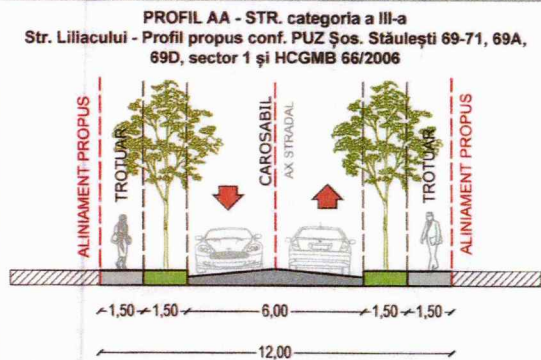 PROFIL AA - STR. categoria a III-a
Str. Liliacului - Profil propus conf. PUZ Şos. Stăuleşti 69-71, 69A,
69D, sector 1 şi HCGMB 66/2006
ALINIAMENT PROPUS
TROTUAR
CAROSABIL
AX STRADAL
TROTUAR
ALINIAMENT PROPUS
1,50 1,50 6,00 1,50 1,50
12,00